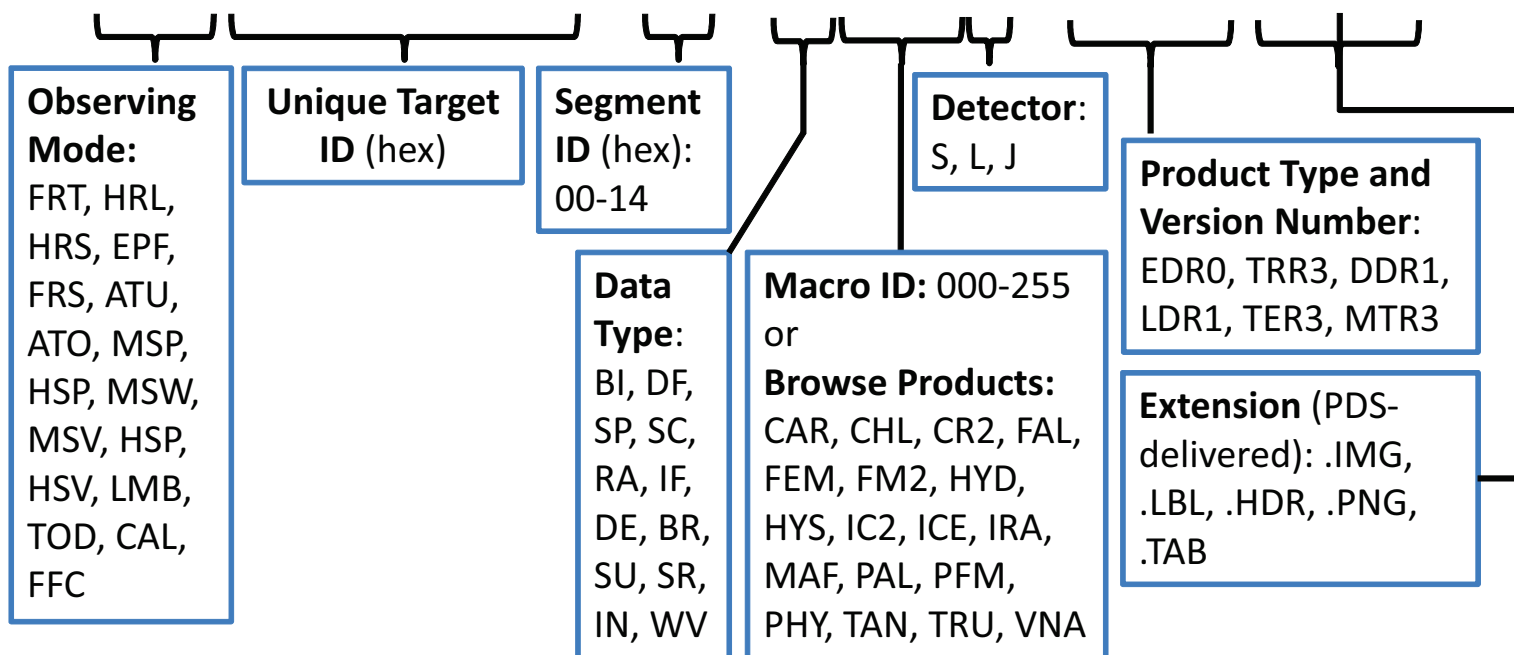 Observing
Mode:
FRT, HRL,
HRS, EPF,
FRS, ATU,
ATO, MSP,
HSP, MSW,
MSV, HSP,
HSV, LMB,
TOD, CAL,
FFC
Unique Target
ID (hex)
Segment
ID (hex):
00-14
Data
Type:
BI, DF,
SP, SC,
RA, IF,
DE, BR,
SU, SR,
IN, WV
Macro ID: 000-255
or
Browse Products:
CAR, CHL, CR2, FAL,
FEM, FM2, HYD,
HYS, IC2, ICE, IRA,
MAF, PAL, PFM,
PHY, TAN, TRU, VNA
Detector:
S, L, J
Product Type and
Version Number:
EDR0, TRR3, DDR1,
LDR1, TER3, MTR3
Extension (PDS-
delivered): .IMG,
.LBL, .HDR, .PNG,
.TAB